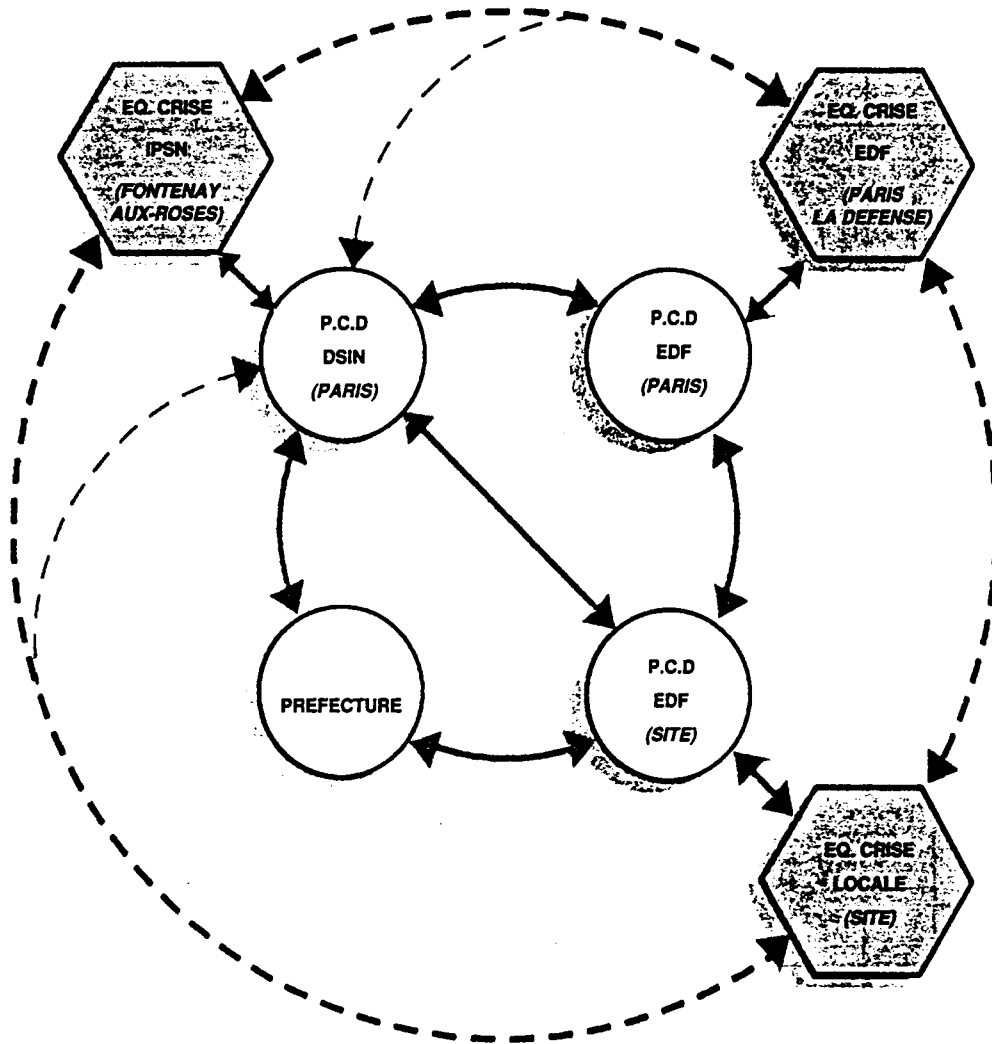 EQ. CRISE
IPSN
(FONTENAY
AUX-ROSES)
EQ. CRISE
EDF
(PARIS
LA DEFENSE)
P.C.D
DSIN
(PARIS)
P.C.D
EDF
(PARIS)
PREFECTURE
P.C.D
EDF
(SITE)
EQ. CRISE
LOCALE
(SITE)